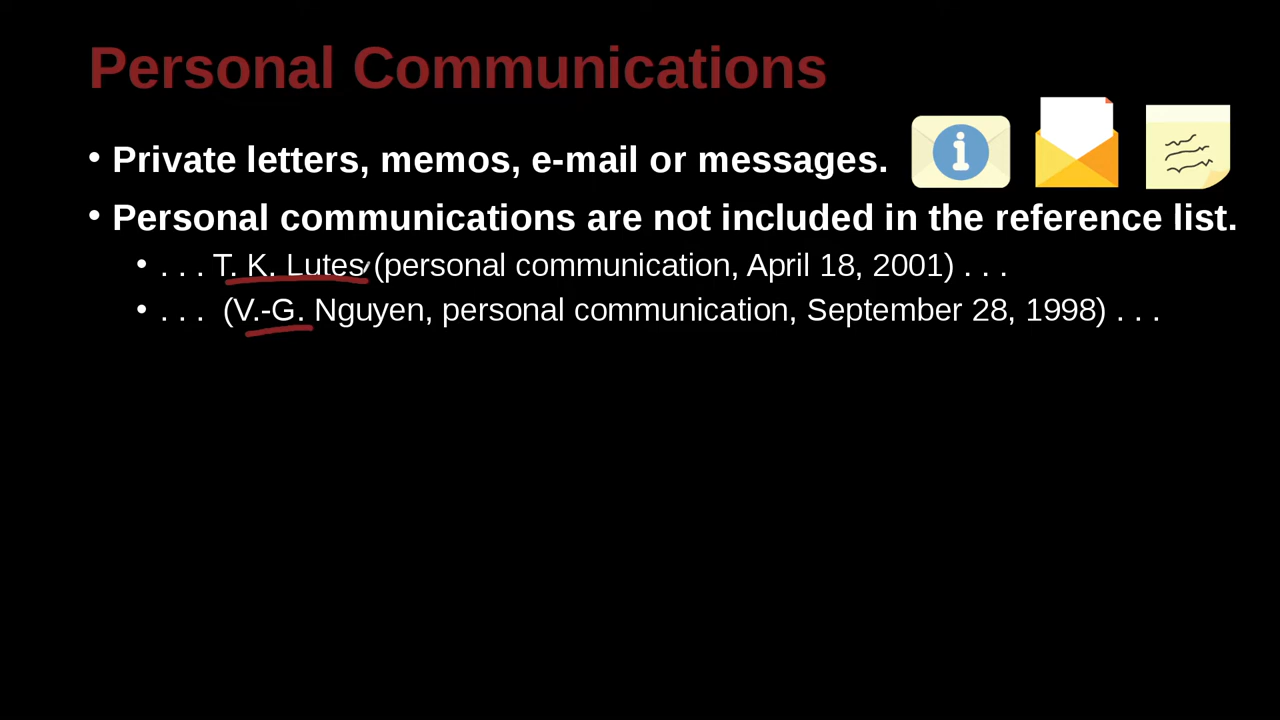 Personal Communications
• Private letters, memos, e-mail or messages.
• Personal communications are not included in the reference list.
• . . . T. K. Lutes (personal communication, April 18, 2001) . . .
• . . .  (V.-G. Nguyen, personal communication, September 28, 1998) . . .